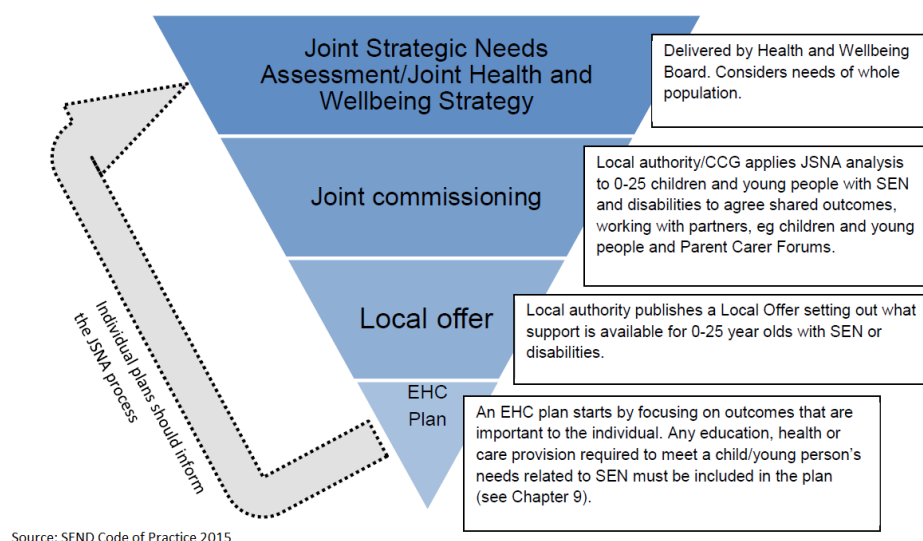 Joint Strategic Needs
Assessment/Joint Health and
Wellbeing Strategy
Delivered by Health and Wellbeing
Board. Considers needs of whole
population.
Joint commissioning
Local authority/CCG applies JSNA analysis
to 0-25 children and young people with SEN
and disabilities to agree shared outcomes,
working with partners, eg children and young
people and Parent Carer Forums.
Local offer
Local authority publishes a Local Offer setting out what
support is available for 0-25 year olds with SEN or
disabilities.
EHC
Plan
An EHC plan starts by focusing on outcomes that are
important to the individual. Any education, health or
care provision required to meet a child/young person's
needs related to SEN must be included in the plan
(see Chapter 9).
Individual plans should inform
the JSNA process
Source: SEND Code of Practice 2015